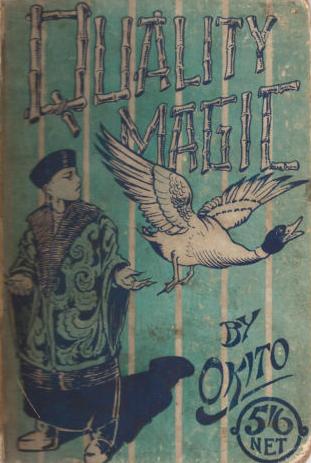 QUALITY
MAGIC
BY
OKITO
5/6
NET